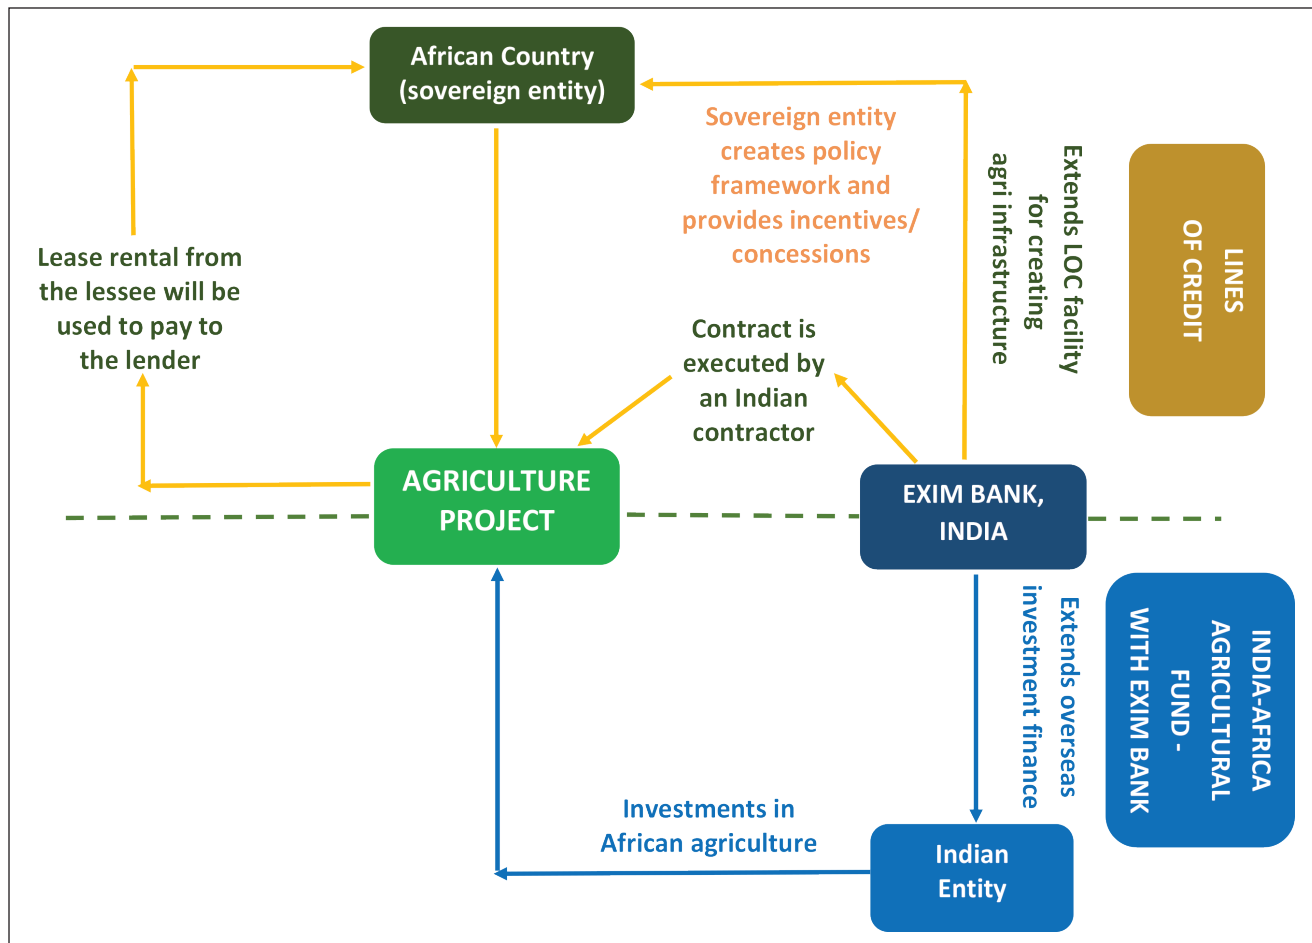 African Country
(sovereign entity)
Sovereign entity
creates policy
framework and
provides incentives/
concessions
Extends LOC facility
for creating
agri infrastructure
LINES
OF CREDIT
Lease rental from
the lessee will be
used to pay to
the lender
Contract is
executed by
an Indian
contractor
AGRICULTURE
PROJECT
EXIM BANK,
INDIA
Extends overseas
investment finance
INDIA-AFRICA
AGRICULTURAL
FUND -
WITH EXIM BANK
Investments in
African agriculture
Indian
Entity